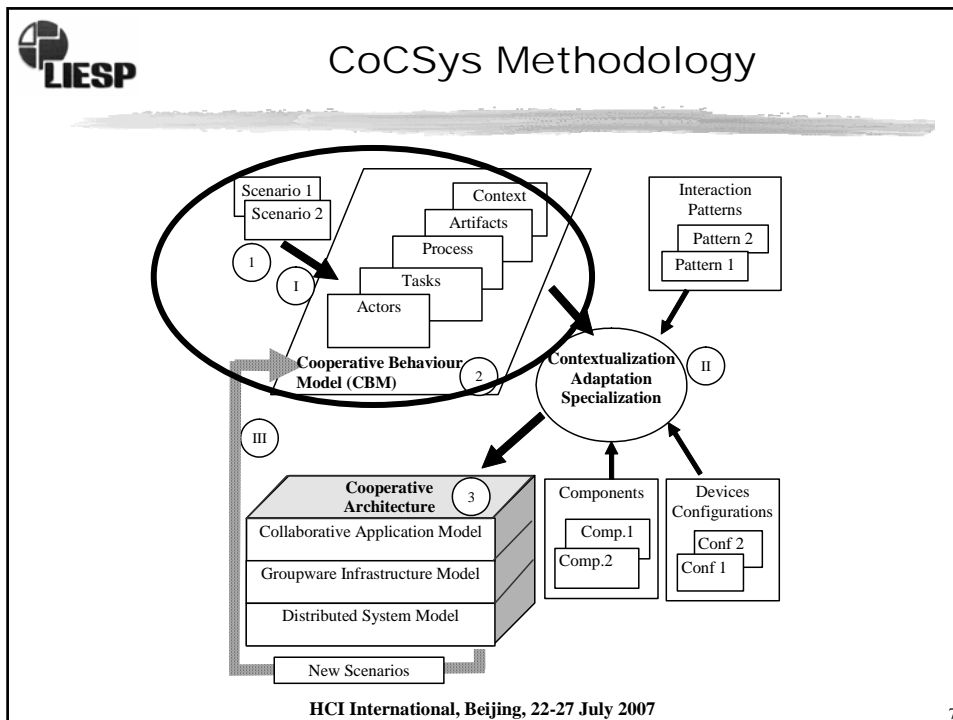 LIESP
CoCSys Methodology
Scenario 1
Scenario 2
1
I
Context
Artifacts
Process
Tasks
Actors
Cooperative Behaviour
Model (CBM)
2
Interaction
Patterns
Pattern 2
Pattern 1
Contextualization
Adaptation
Specialization
II
III
Cooperative
Architecture
3
Collaborative Application Model
Groupware Infrastructure Model
Distributed System Model
New Scenarios
Components
Comp.1
Comp.2
Devices
Configurations
Conf 2
Conf 1
HCI International, Beijing, 22-27 July 2007
7